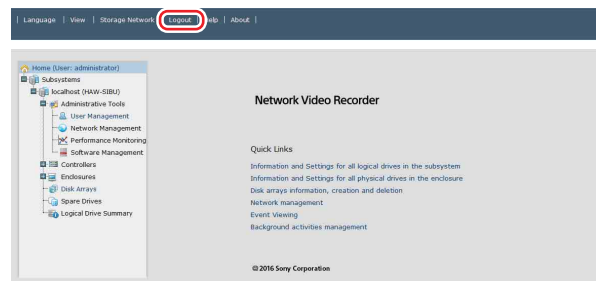 | Language | View | Storage Network | Logout | Help | About |
Home (User: administrator)
Subsystems
localhost (HAW-SIBU)
Administrative Tools
User Management
Network Management
Performance Monitoring
Software Management
Controllers
Enclosures
Disk Arrays
Spare Drives
Logical Drive Summary
Network Video Recorder
Quick Links
Information and Settings for all logical drives in the subsystem
Information and Settings for all physical drives in the enclosure
Disk arrays information, creation and deletion
Network management
Event Viewing
Background activities management
© 2016 Sony Corporation